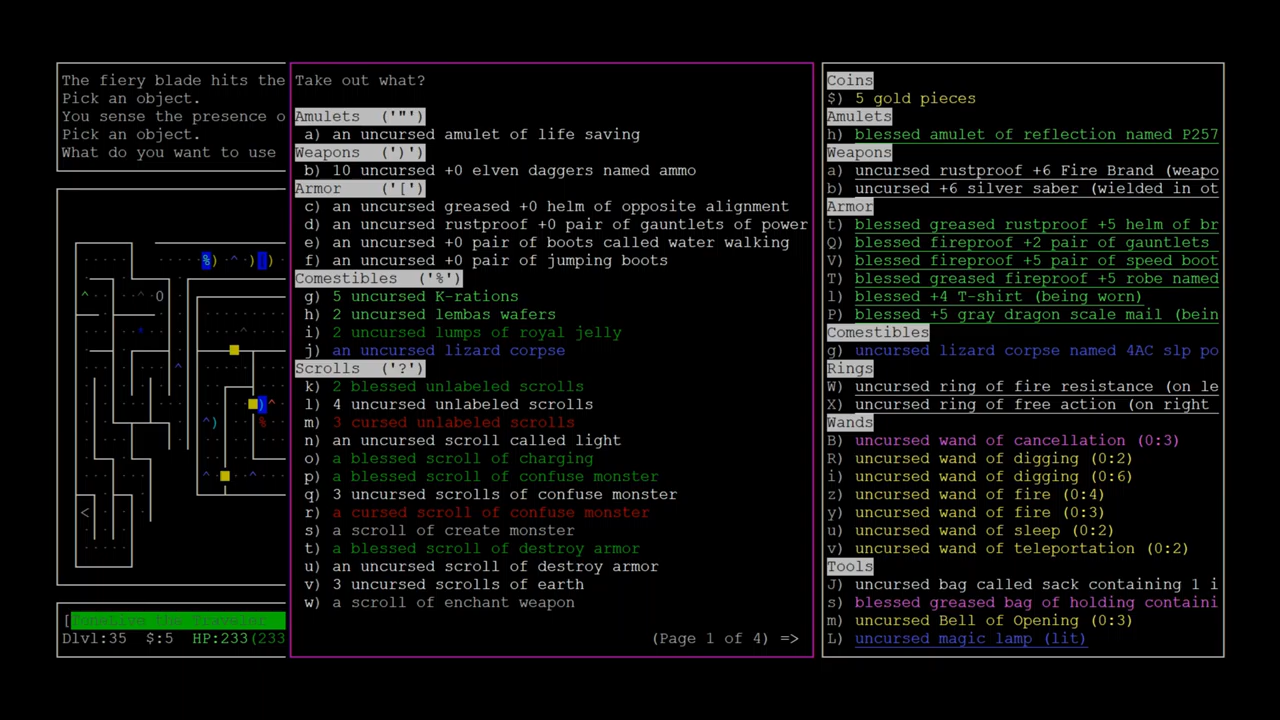 The fiery blade hits the
Pick an object.
You sense the presence o
Pick an object.
What do you want to use
[ToneEive the Traveler
Dlvl:35 $:5 HP:233(233
Take out what?
Amulets ('"')
a) an uncursed amulet of life saving
Weapons (')')
b) 10 uncursed +0 elven daggers named ammo
Armor ('[')
c) an uncursed greased +0 helm of opposite alignment
d) an uncursed rustproof +0 pair of gauntlets of power
e) an uncursed +0 pair of boots called water walking
f) an uncursed +0 pair of jumping boots
Comestibles ('%')
g) 5 uncursed K-rations
h) 2 uncursed lembas wafers
i) 2 uncursed lumps of royal jelly
j) an uncursed lizard corpse
Scrolls ('?')
k) 2 blessed unlabeled scrolls
l) 4 uncursed unlabeled scrolls
m) 3 cursed unlabeled scrolls
n) an uncursed scroll called light
o) a blessed scroll of charging
p) a blessed scroll of confuse monster
q) 3 uncursed scrolls of confuse monster
r) a cursed scroll of confuse monster
s) a scroll of create monster
t) a blessed scroll of destroy armor
u) an uncursed scroll of destroy armor
v) 3 uncursed scrolls of earth
w) a scroll of enchant weapon
(Page 1 of 4) =>
Coins
$) 5 gold pieces
Amulets
h) blessed amulet of reflection named P257
Weapons
a) uncursed rustproof +6 Fire Brand (weapo
b) uncursed +6 silver saber (wielded in ot
Armor
t) blessed greased rustproof +5 helm of br
Q) blessed fireproof +2 pair of gauntlets
V) blessed fireproof +5 pair of speed boot
T) blessed greased fireproof +5 robe named
l) blessed +4 T-shirt (being worn)
P) blessed +5 gray dragon scale mail (bein
Comestibles
g) uncursed lizard corpse named 4AC slp po
Rings
W) uncursed ring of fire resistance (on le
X) uncursed ring of free action (on right
Wands
B) uncursed wand of cancellation (0:3)
R) uncursed wand of digging (0:2)
i) uncursed wand of digging (0:6)
z) uncursed wand of fire (0:4)
y) uncursed wand of fire (0:3)
u) uncursed wand of sleep (0:2)
v) uncursed wand of teleportation (0:2)
Tools
J) uncursed bag called sack containing 1 i
s) blessed greased bag of holding containi
m) uncursed Bell of Opening (0:3)
L) uncursed magic lamp (lit)